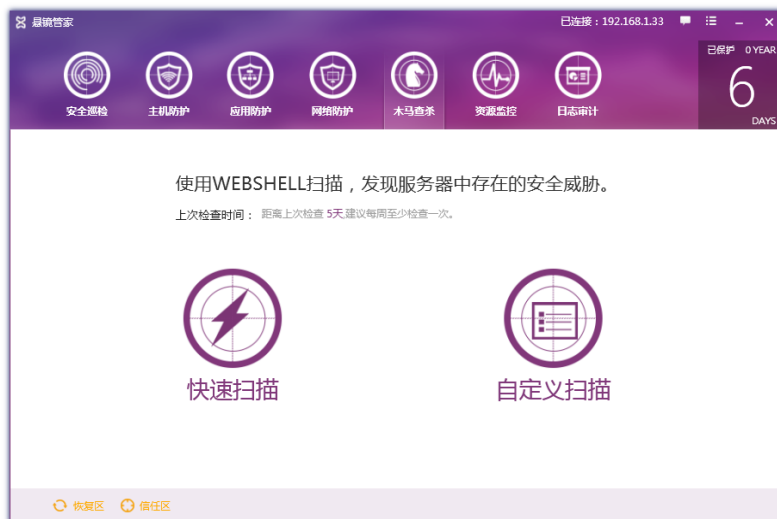 悬镜管家
已连接：192.168.1.33
安全巡检 主机防护 应用防护 网络防护 木马查杀 资源监控 日志审计
已保护 0 YEAR
6
DAYS
使用WEBSHELL扫描，发现服务器中存在的安全威胁。
上次检查时间： 距离上次检查 5天,建议每周至少检查一次。
快速扫描 自定义扫描
恢复区 信任区